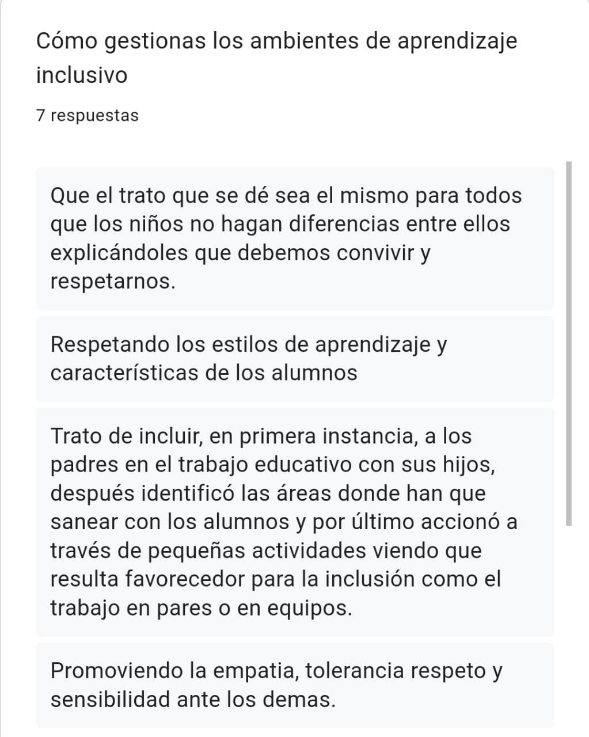 Cómo gestionas los ambientes de aprendizaje
inclusivo
7 respuestas
Que el trato que se dé sea el mismo para todos
que los niños no hagan diferencias entre ellos
explicándoles que debemos convivir y
respetarnos.
Respetando los estilos de aprendizaje y
características de los alumnos
Trato de incluir, en primera instancia, a los
padres en el trabajo educativo con sus hijos,
después identificó las áreas donde han que
sanear con los alumnos y por último accionó a
través de pequeñas actividades viendo que
resulta favorecedor para la inclusión como el
trabajo en pares o en equipos.
Promoviendo la empatia, tolerancia respeto y
sensibilidad ante los demas.